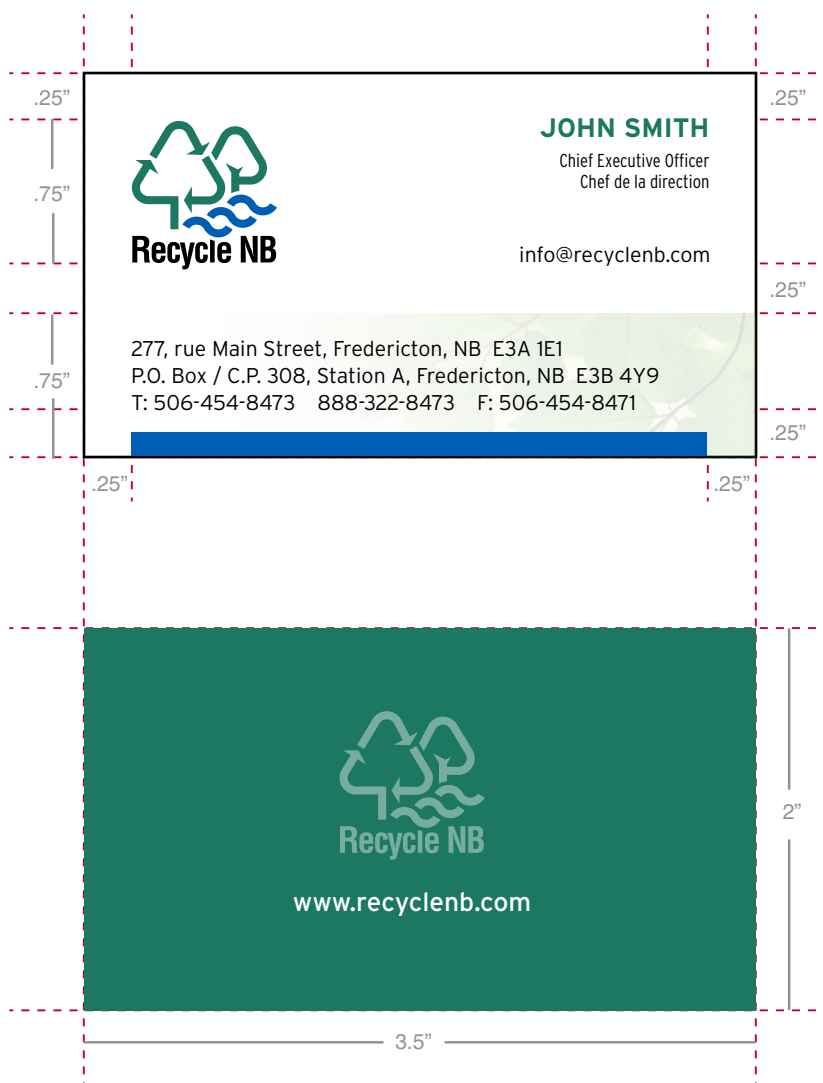 .25”
.25”
JOHN SMITH
Chief Executive Officer
Chef de la direction
.75”
Recycle NB
info@recyclenb.com
.25”
277, rue Main Street, Fredericton, NB E3A 1E1
P.O. Box / C.P. 308, Station A, Fredericton, NB E3B 4Y9
T: 506-454-8473 888-322-8473 F: 506-454-8471
.75”
.25”
.25”
.25”
Recycle NB
www.recyclenb.com
2”
3.5”